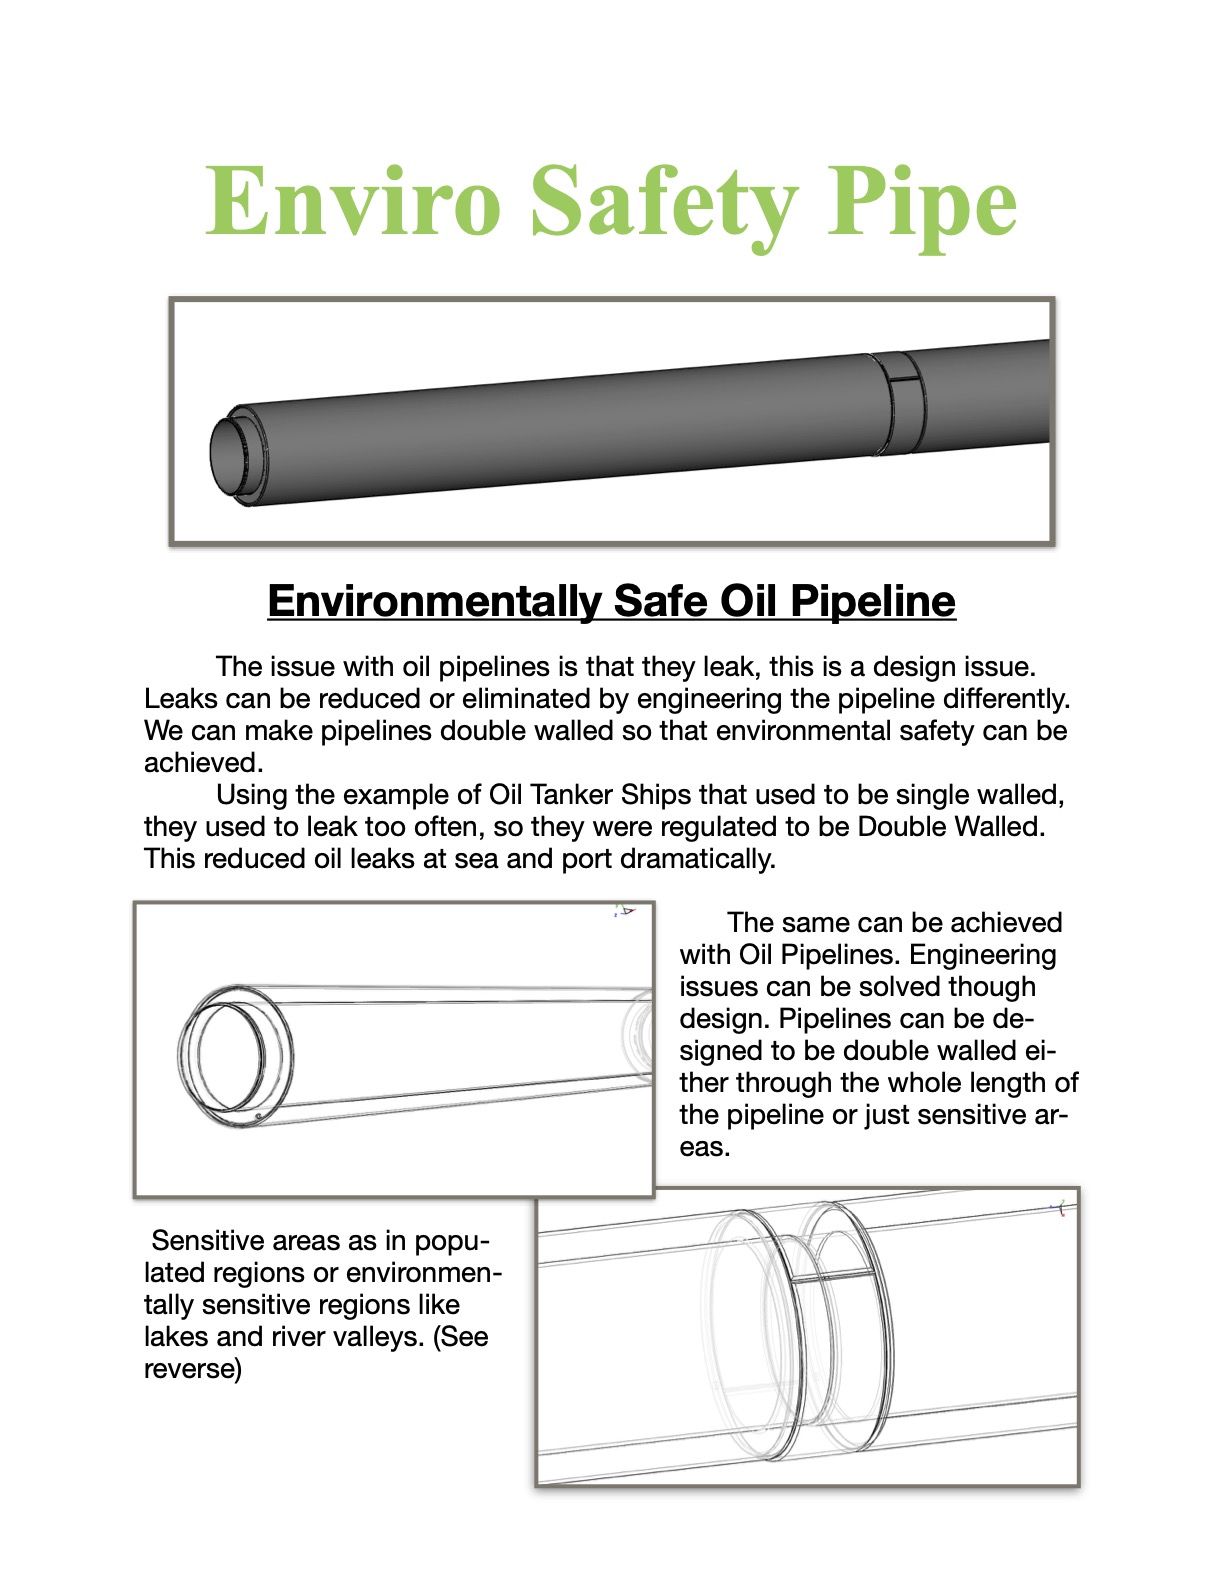 Enviro Safety Pipe
Environmentally Safe Oil Pipeline
The issue with oil pipelines is that they leak, this is a design issue.
Leaks can be reduced or eliminated by engineering the pipeline differently.
We can make pipelines double walled so that environmental safety can be
achieved.
Using the example of Oil Tanker Ships that used to be single walled,
they used to leak too often, so they were regulated to be Double Walled.
This reduced oil leaks at sea and port dramatically.
The same can be achieved
with Oil Pipelines. Engineering
issues can be solved though
design. Pipelines can be de-
signed to be double walled ei-
ther through the whole length of
the pipeline or just sensitive ar-
eas.
Sensitive areas as in popu-
lated regions or environmen-
tally sensitive regions like
lakes and river valleys. (See
reverse)